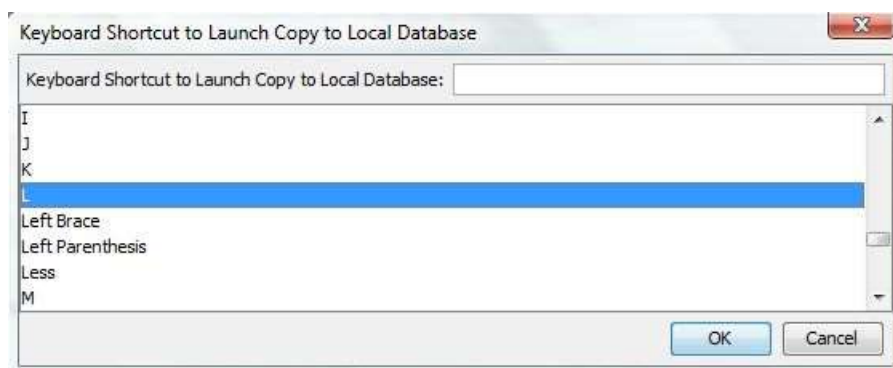 Keyboard Shortcut to Launch Copy to Local Database
Keyboard Shortcut to Launch Copy to Local Database:
I
J
K
L
Left Brace
Left Parenthesis
Less
M
OK Cancel